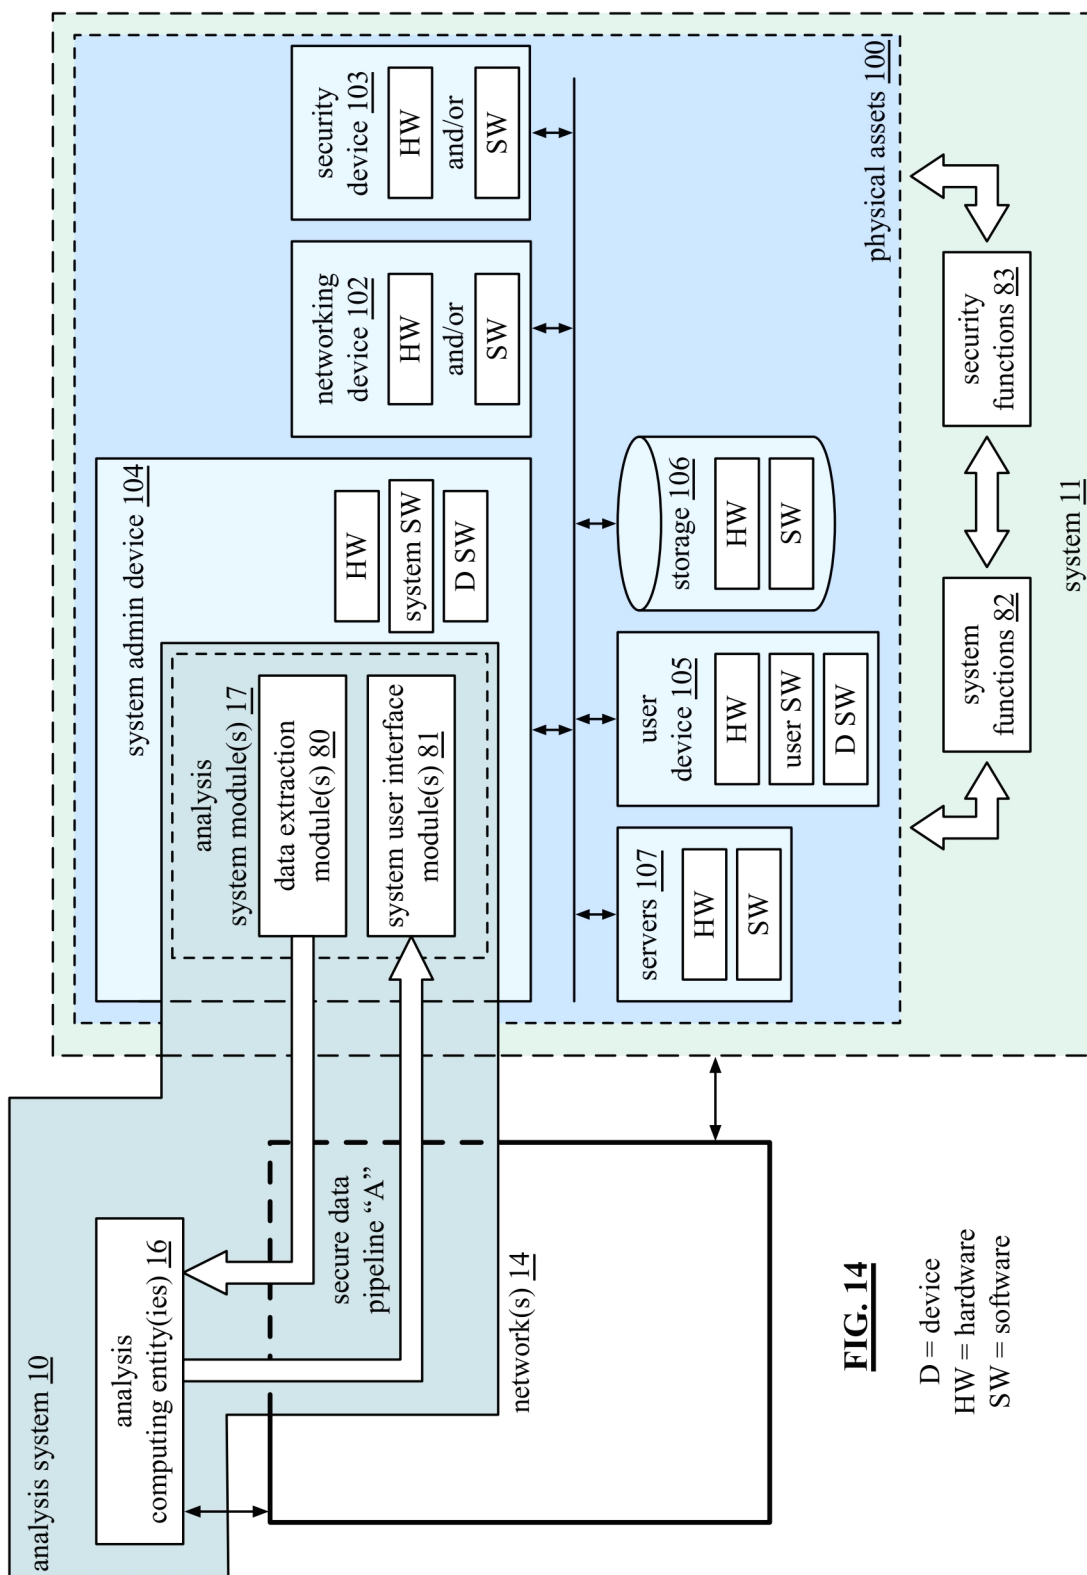 analysis system 10
analysis
computing entity(ies) 16
secure data
pipeline “A”
network(s) 14
system admin device 104
analysis
system module(s) 17
data extraction
module(s) 80
system user interface
module(s) 81
HW
system SW
D SW
networking
device 102
HW
and/or
SW
security
device 103
HW
and/or
SW
servers 107
HW
SW
user
device 105
HW
user SW
D SW
storage 106
HW
SW
physical assets 100
system
functions 82
security
functions 83
system 11
FIG. 14
D = device
HW = hardware
SW = software